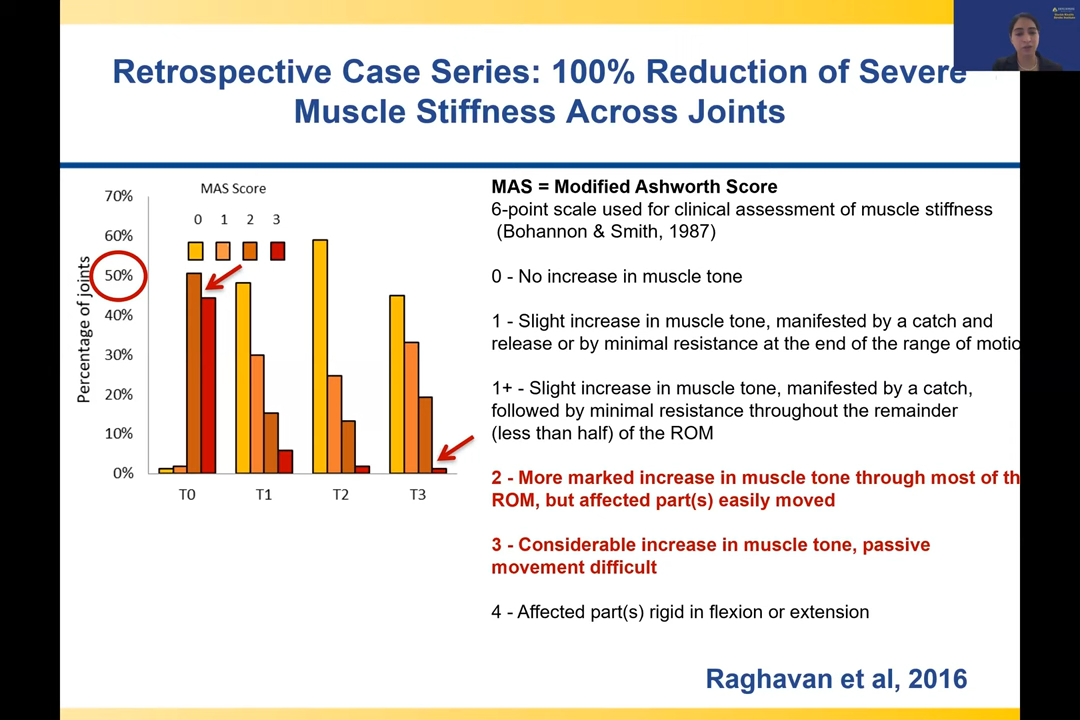 Retrospective Case Series: 100% Reduction of Severe
Muscle Stiffness Across Joints
MAS Score
0 1 2 3
70%
60%
50%
40%
30%
20%
10%
0%
Percentage of joints
T0 T1 T2 T3
MAS = Modified Ashworth Score
6-point scale used for clinical assessment of muscle stiffness
(Bohannon & Smith, 1987)
0 - No increase in muscle tone
1 - Slight increase in muscle tone, manifested by a catch and
release or by minimal resistance at the end of the range of motio
1+ - Slight increase in muscle tone, manifested by a catch,
followed by minimal resistance throughout the remainder
(less than half) of the ROM
2 - More marked increase in muscle tone through most of th
ROM, but affected part(s) easily moved
3 - Considerable increase in muscle tone, passive
movement difficult
4 - Affected part(s) rigid in flexion or extension
Raghavan et al, 2016